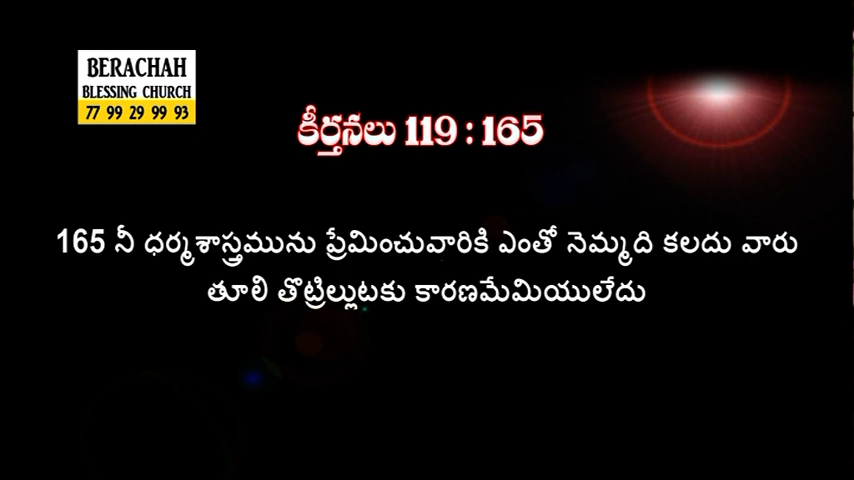 BERACHAH
BLESSING CHURCH
77 99 29 99 93
కీర్తనలు 119 : 165
165 నీ ధర్మశాస్త్రమును ప్రేమించువారికి ఎంతో నెమ్మది కలదు వారు
తూలి తొట్రిల్లుటకు కారణమేమియులేదు